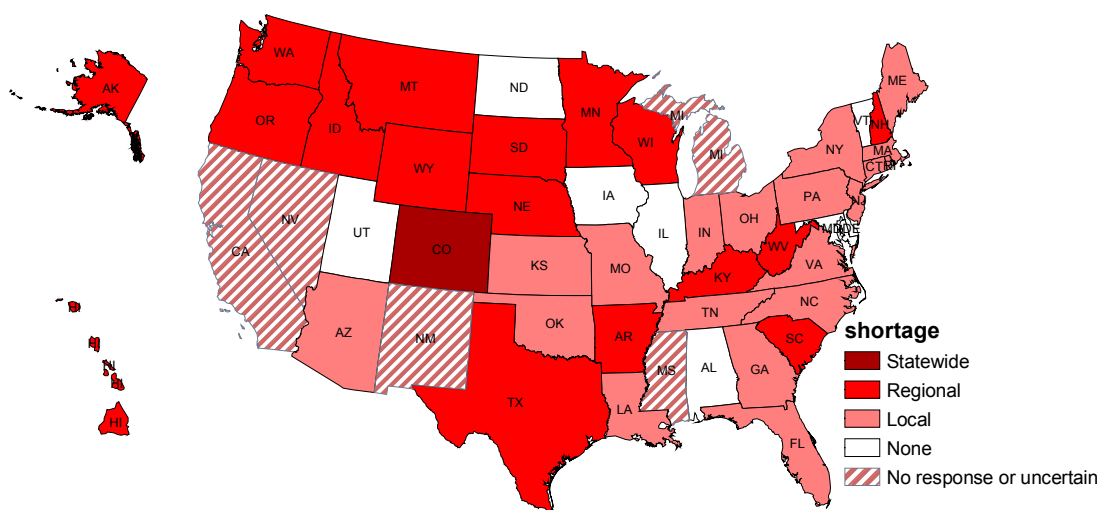 WA
AK
MT
ND
ME
MN
OR
ID
MI
VT
NH
SD
WI
NY
MA
MI
WY
CT
RI
IA
PA
NE
NJ
OH
IN
IL
UT
NV
MD
DE
CO
WV
CA
VA
KS
MO
KY
NC
TN
OK
AZ
AR
NM
SC
shortage
HI
HI
Statewide
MS
AL
GA
Regional
TX
LA
Local
HI
FL
None
No response or uncertain